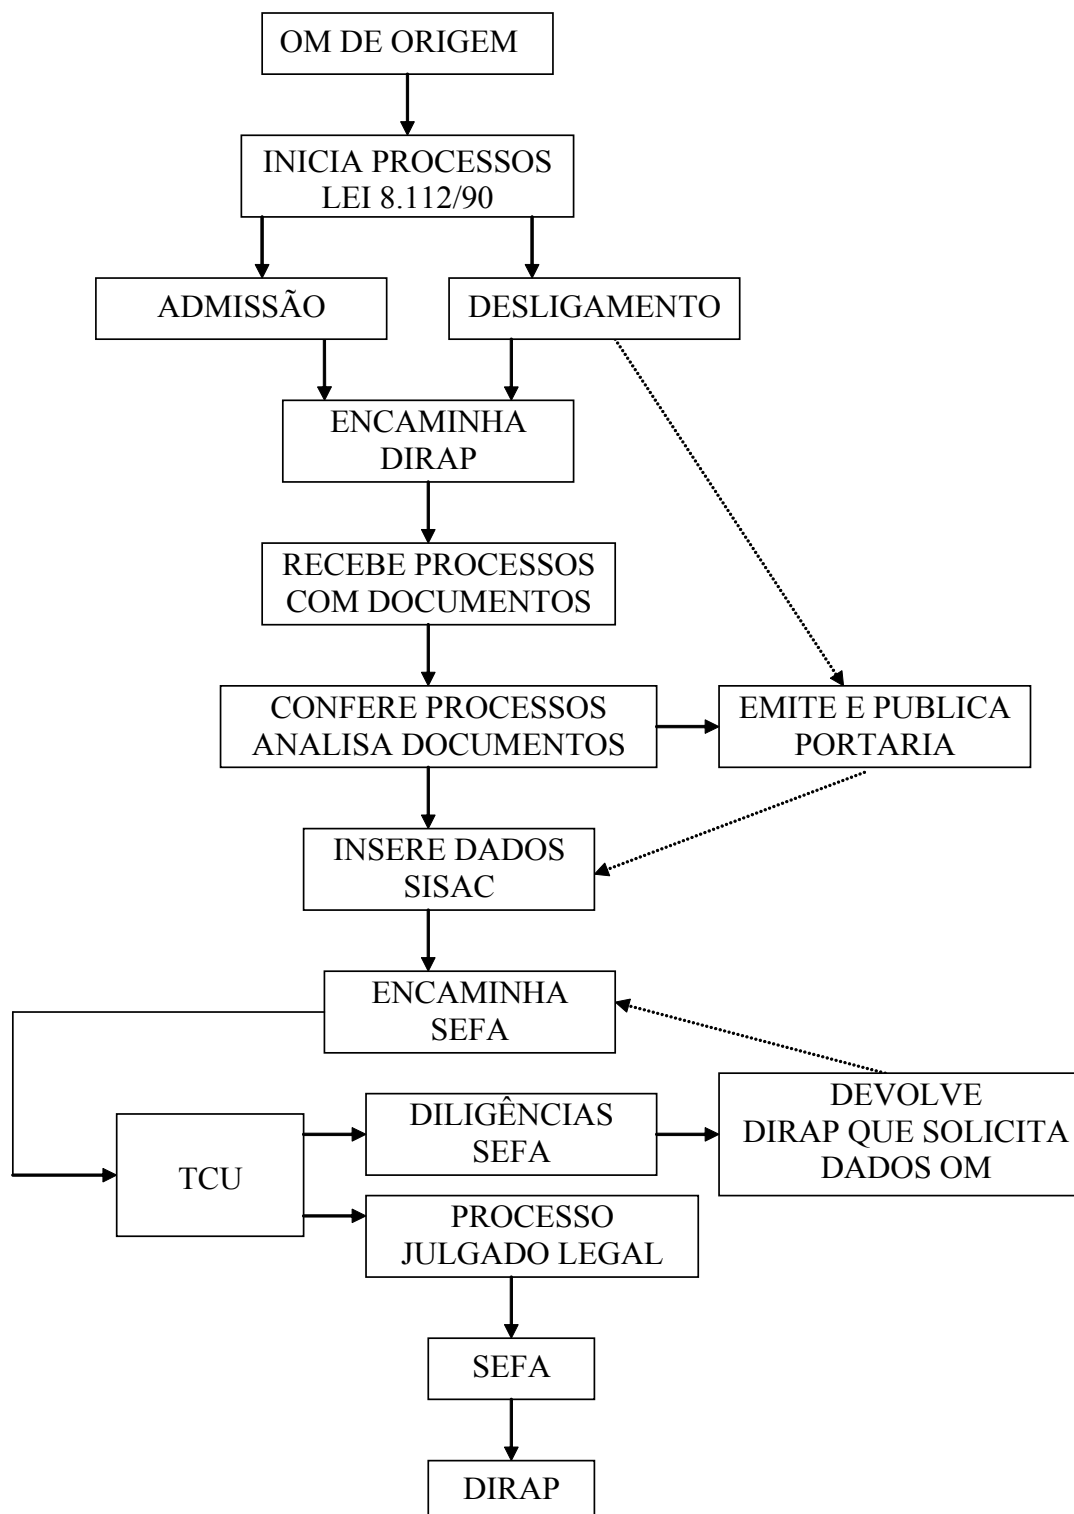 OM DE ORIGEM
INICIA PROCESSOS
LEI 8.112/90
ADMISSÃO
DESLIGAMENTO
ENCAMINHA
DIRAP
RECEBE PROCESSOS
COM DOCUMENTOS
CONFERE PROCESSOS
ANALISA DOCUMENTOS
EMITE E PUBLICA
PORTARIA
INSERE DADOS
SISAC
ENCAMINHA
SEFA
DILIGÊNCIAS
SEFA
DEVOLVE
DIRAP QUE SOLICITA
DADOS OM
TCU
PROCESSO
JULGADO LEGAL
SEFA
DIRAP